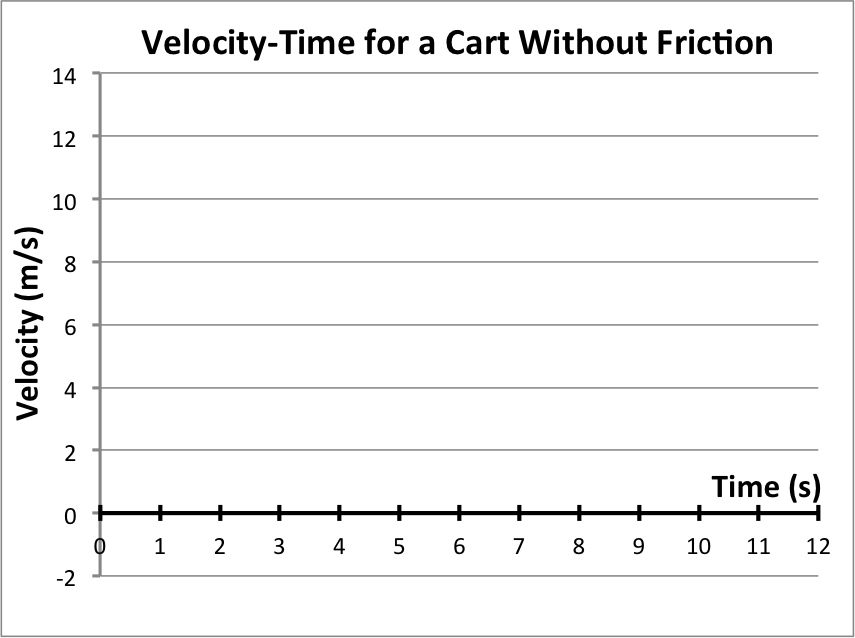 Velocity-Time for a Cart Without Friction
14
12
10
8
6
4
2
0
-2
Velocity (m/s)
Time (s)
0 1 2 3 4 5 6 7 8 9 10 11 12